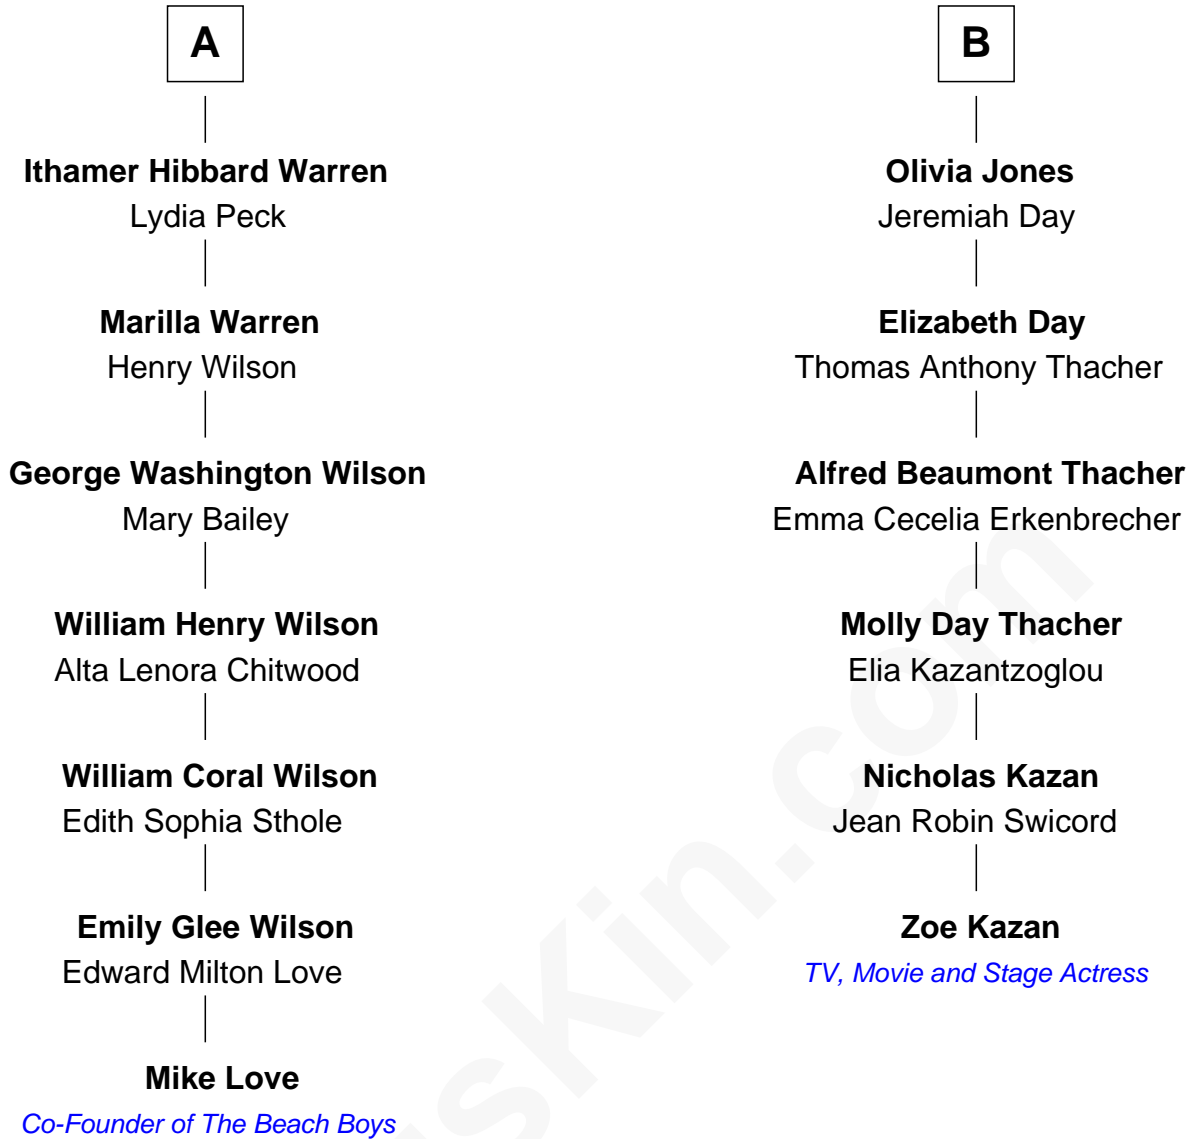 A
Ithamer Hibbard Warren
Lydia Peck
Marilla Warren
Henry Wilson
George Washington Wilson
Mary Bailey
William Henry Wilson
Alta Lenora Chitwood
William Coral Wilson
Edith Sophia Sthole
Emily Glee Wilson
Edward Milton Love
Mike Love
Co-Founder of The Beach Boys
B
Olivia Jones
Jeremiah Day
Elizabeth Day
Thomas Anthony Thacher
Alfred Beaumont Thacher
Emma Cecelia Erkenbrecher
Molly Day Thacher
Elia Kazantzoglou
Nicholas Kazan
Jean Robin Swicord
Zoe Kazan
TV, Movie and Stage Actress
sKin.com